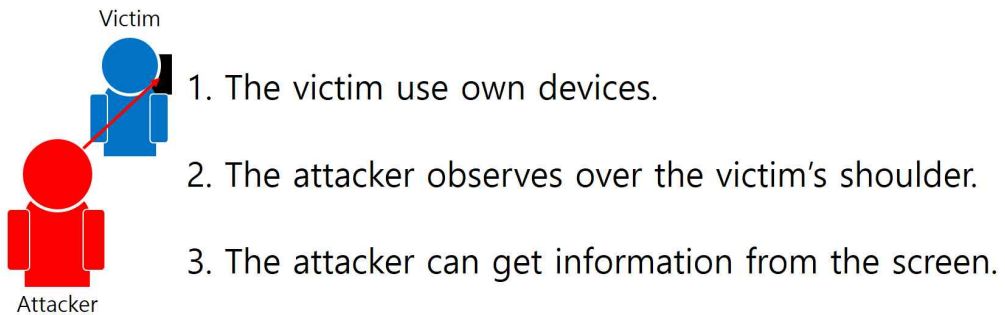 Victim
1. The victim use own devices.
2. The attacker observes over the victim’s shoulder.
3. The attacker can get information from the screen.
Attacker